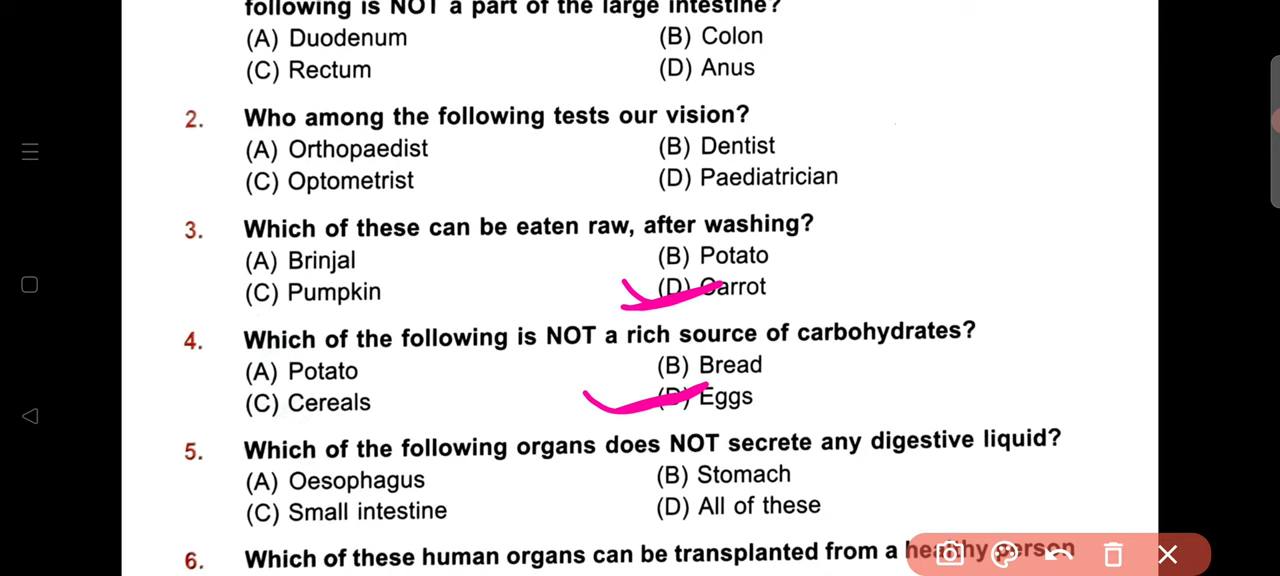 following is NOT a part of the large intestine?
(A) Duodenum (B) Colon
(C) Rectum (D) Anus
2. Who among the following tests our vision?
(A) Orthopaedist (B) Dentist
(C) Optometrist (D) Paediatrician
3. Which of these can be eaten raw, after washing?
(A) Brinjal (B) Potato
(C) Pumpkin (D) Carrot
4. Which of the following is NOT a rich source of carbohydrates?
(A) Potato (B) Bread
(C) Cereals (D) Eggs
5. Which of the following organs does NOT secrete any digestive liquid?
(A) Oesophagus (B) Stomach
(C) Small intestine (D) All of these
6. Which of these human organs can be transplanted from a healthy person